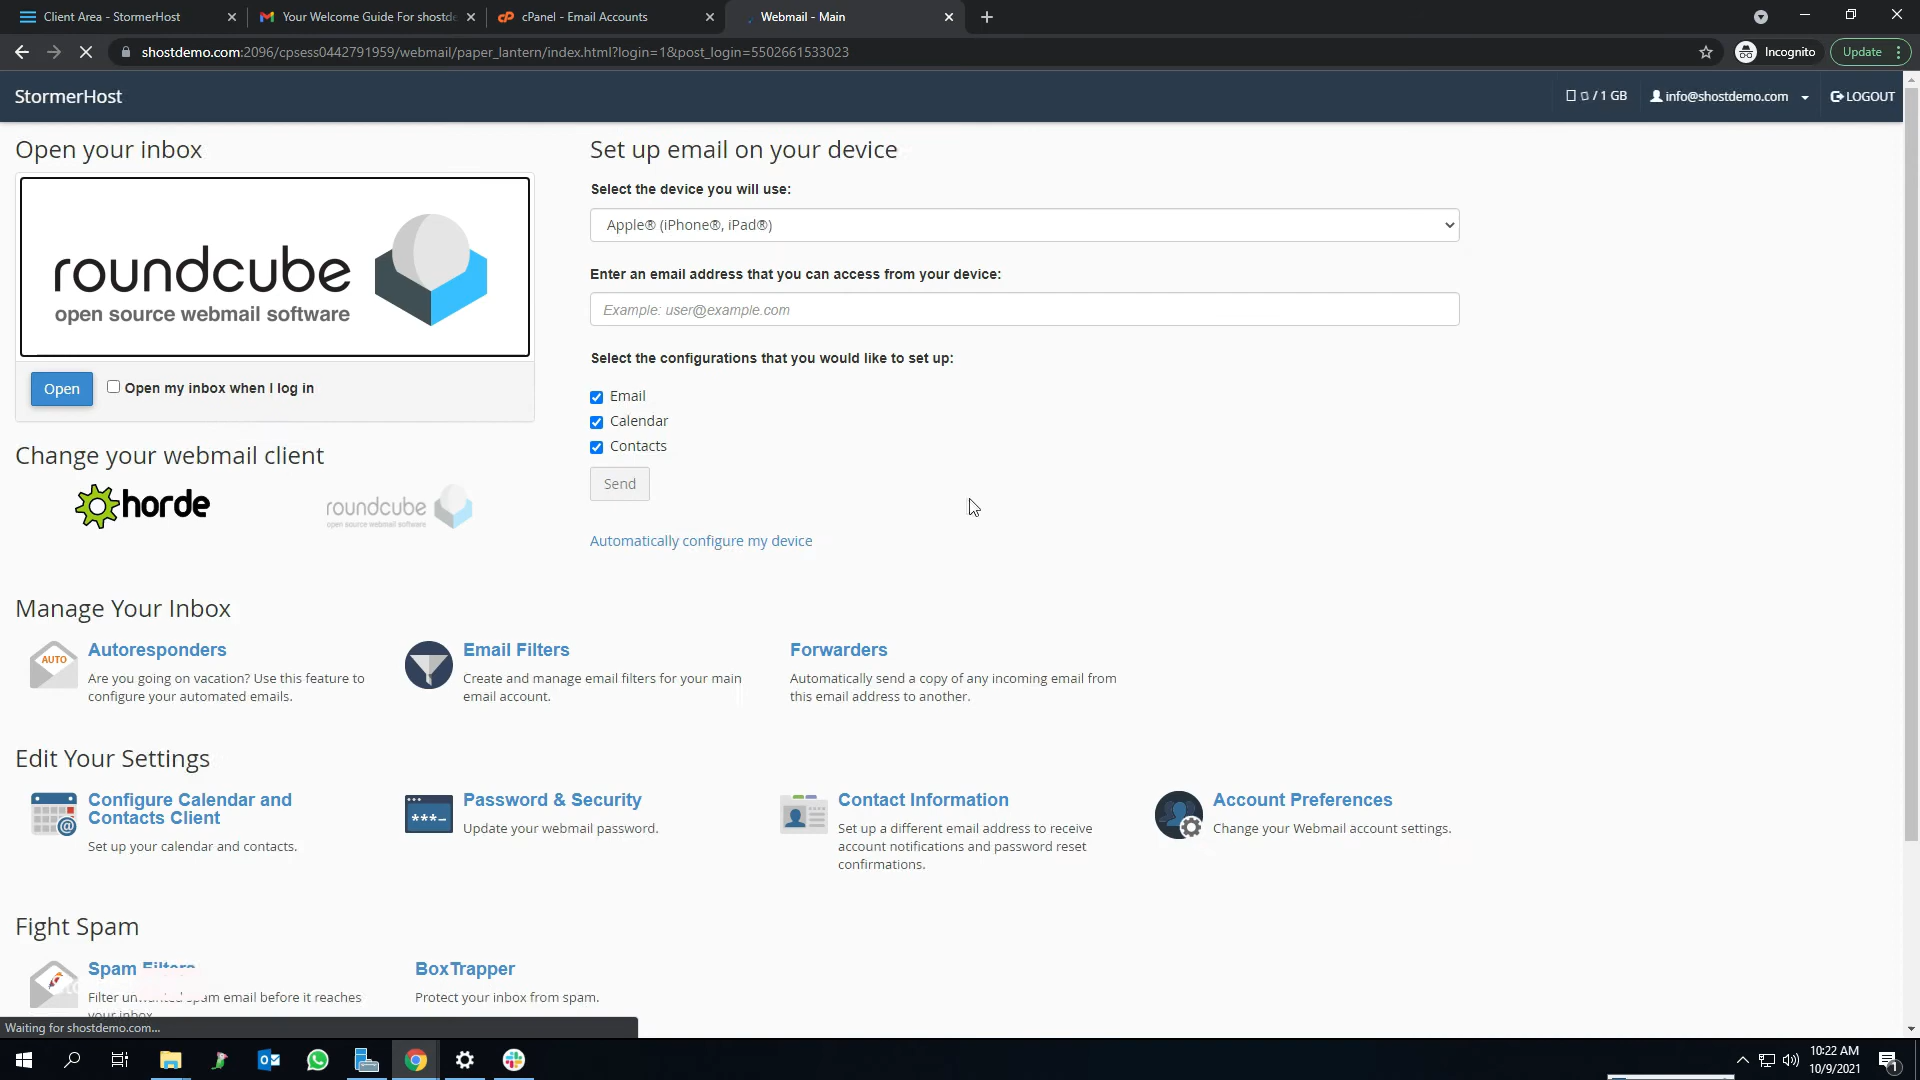 Client Area - StormerHost
Your Welcome Guide For shostde
cPanel - Email Accounts
Webmail - Main
shostdemo.com:2096/cpsess0442791959/webmail/paper_lantern/index.html?login=1&post_login=5502661533023
Incognito
Update
StormerHost
/ 1 GB
info@shostdemo.com
LOGOUT
Open your inbox
roundcube
open source webmail software
Open
Open my inbox when I log in
Change your webmail client
horde
roundcube
open source webmail software
Set up email on your device
Select the device you will use:
Apple® (iPhone®, iPad®)
Enter an email address that you can access from your device:
Example: user@example.com
Select the configurations that you would like to set up:
Email
Calendar
Contacts
Send
Automatically configure my device
Manage Your Inbox
AUTO
Autoresponders
Are you going on vacation? Use this feature to
configure your automated emails.
Email Filters
Create and manage email filters for your main
email account.
Forwarders
Automatically send a copy of any incoming email from
this email address to another.
Edit Your Settings
Configure Calendar and
Contacts Client
Set up your calendar and contacts.
Password & Security
Update your webmail password.
Contact Information
Set up a different email address to receive
account notifications and password reset
confirmations.
Account Preferences
Change your Webmail account settings.
Fight Spam
Spam Filters
Filter unwanted spam email before it reaches
your inbox.
BoxTrapper
Protect your inbox from spam.
Waiting for shostdemo.com...
10:22 AM
10/9/2021
1